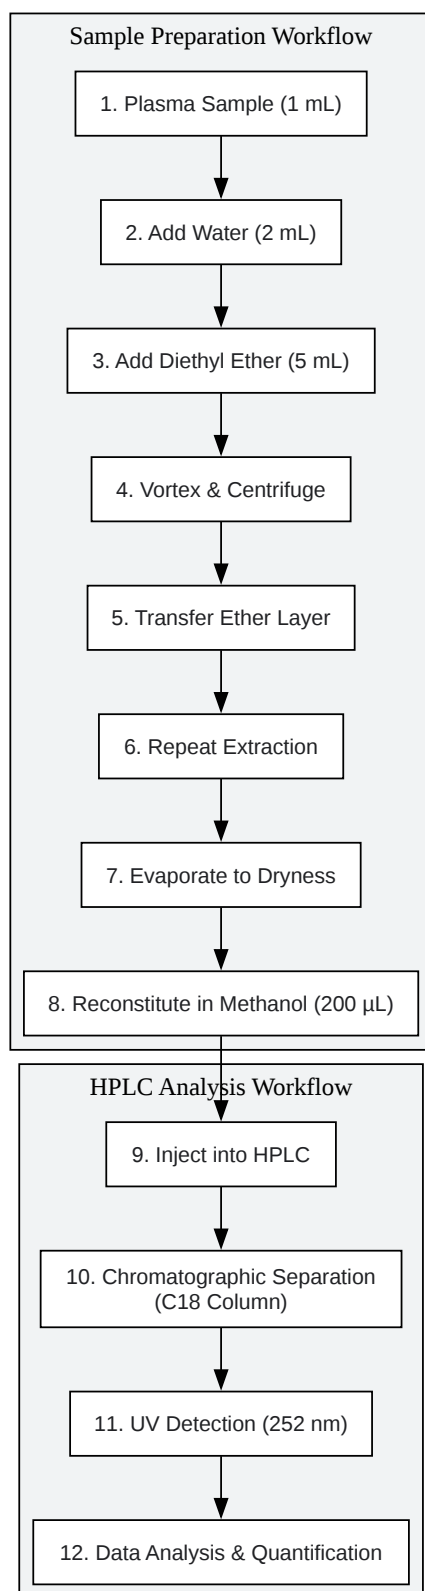 Sample Preparation Workflow
1. Plasma Sample (1 mL)
2. Add Water (2 mL)
3. Add Diethyl Ether (5 mL)
4. Vortex & Centrifuge
5. Transfer Ether Layer
6. Repeat Extraction
7. Evaporate to Dryness
8. Reconstitute in Methanol (200 µL)
HPLC Analysis Workflow
9. Inject into HPLC
10. Chromatographic Separation
(C18 Column)
11. UV Detection (252 nm)
12. Data Analysis & Quantification